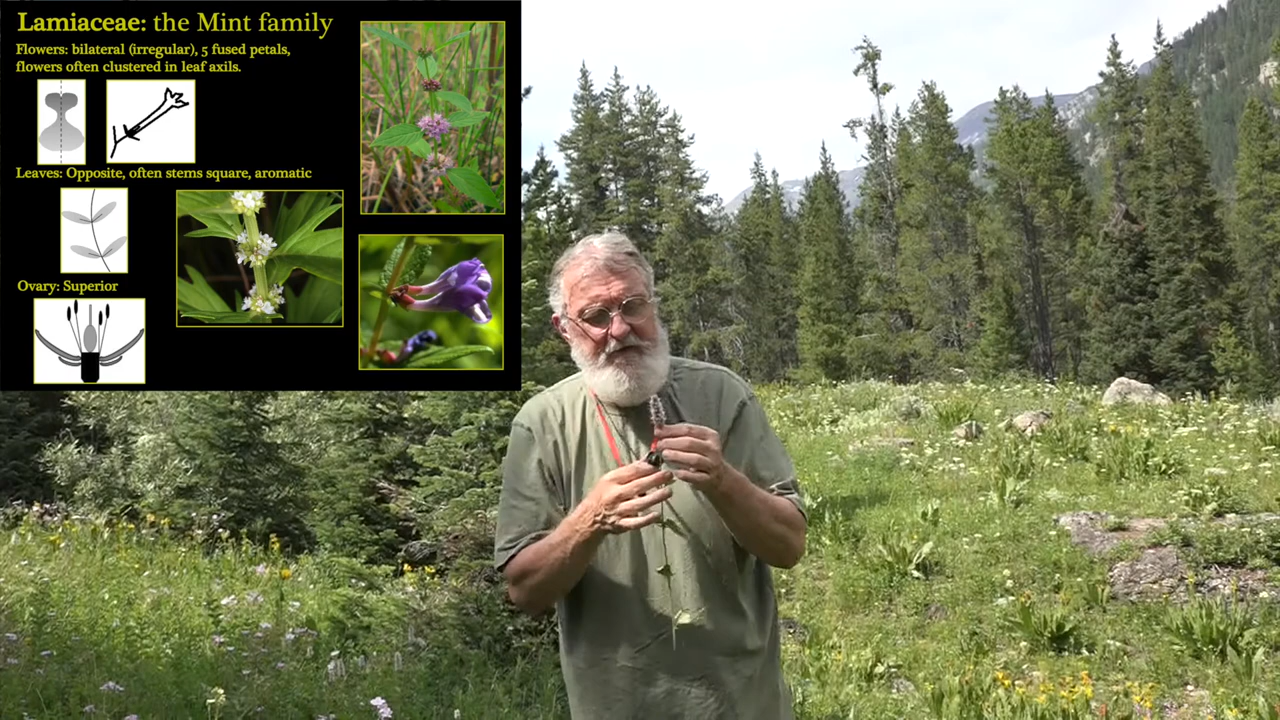 Lamiaceae: the Mint family
Flowers: bilateral (irregular), 5 fused petals,
flowers often clustered in leaf axils.
Leaves: Opposite, often stems square, aromatic
Ovary: Superior